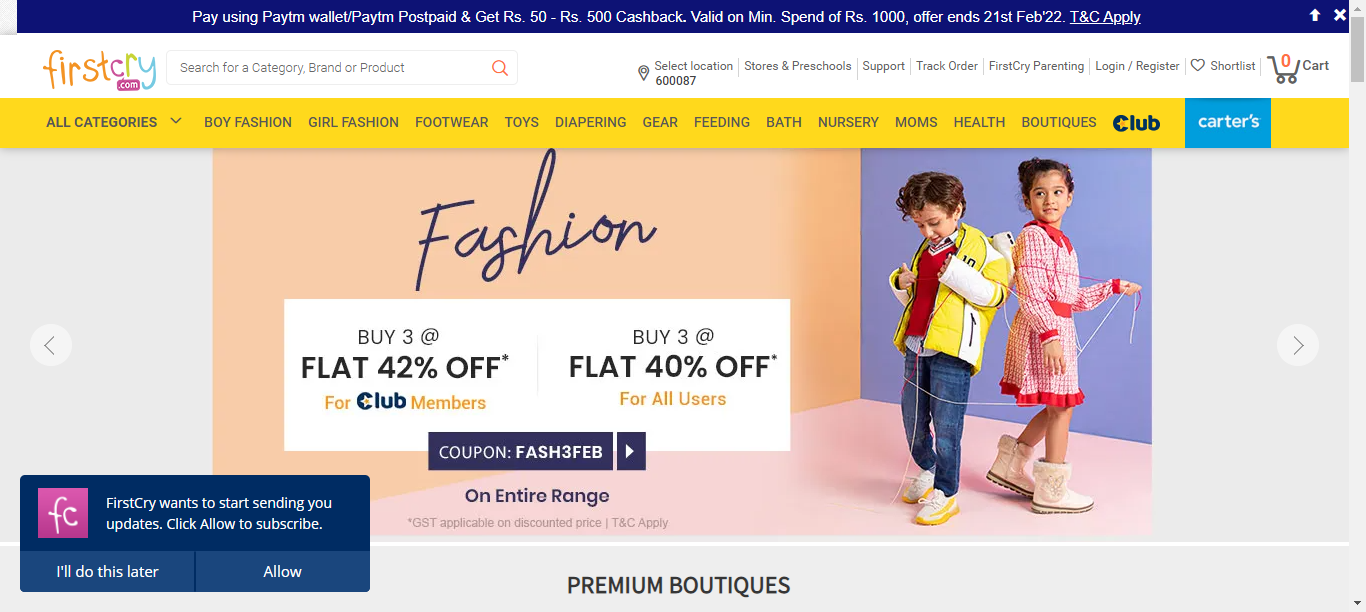 Pay using Paytm wallet/Paytm Postpaid & Get Rs. 50 - Rs. 500 Cashback. Valid on Min. Spend of Rs. 1000, offer ends 21st Feb'22. T&C Apply
firstcry
.com
Search for a Category, Brand or Product
Select location
600087
Stores & Preschools
Support
Track Order
FirstCry Parenting
Login / Register
Shortlist
0
Cart
ALL CATEGORIES
BOY FASHION
GIRL FASHION
FOOTWEAR
TOYS
DIAPERING
GEAR
FEEDING
BATH
NURSERY
MOMS
HEALTH
BOUTIQUES
Club
carter's
Fashion
BUY 3 @
FLAT 42% OFF*
For Club Members
BUY 3 @
FLAT 40% OFF*
For All Users
COUPON: FASH3FEB
On Entire Range
*GST applicable on discounted price | T&C Apply
10
fc
FirstCry wants to start sending you
updates. Click Allow to subscribe.
I'll do this later
Allow
PREMIUM BOUTIQUES